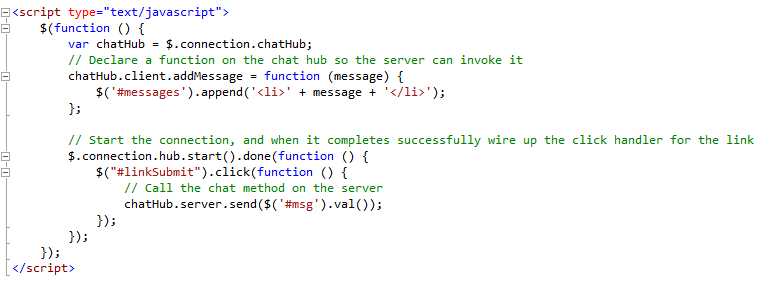 <script type="text/javascript">
    $(function () {
        var chatHub = $.connection.chatHub;
        // Declare a function on the chat hub so the server can invoke it
        chatHub.client.addMessage = function (message) {
            $('#messages').append('<li>' + message + '</li>');
        };

        // Start the connection, and when it completes successfully wire up the click handler for the link
        $.connection.hub.start().done(function () {
            $("#linkSubmit").click(function () {
                // Call the chat method on the server
                chatHub.server.send($('#msg').val());
            });
        });
    });
</script>